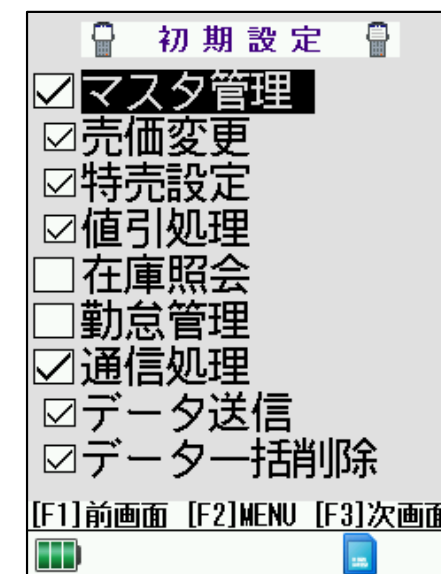 初期設定
マスタ管理
売価変更
特売設定
値引処理
在庫照会
勤怠管理
通信処理
データ送信
データ一括削除
[F1]前画面 [F2]MENU [F3]次画面